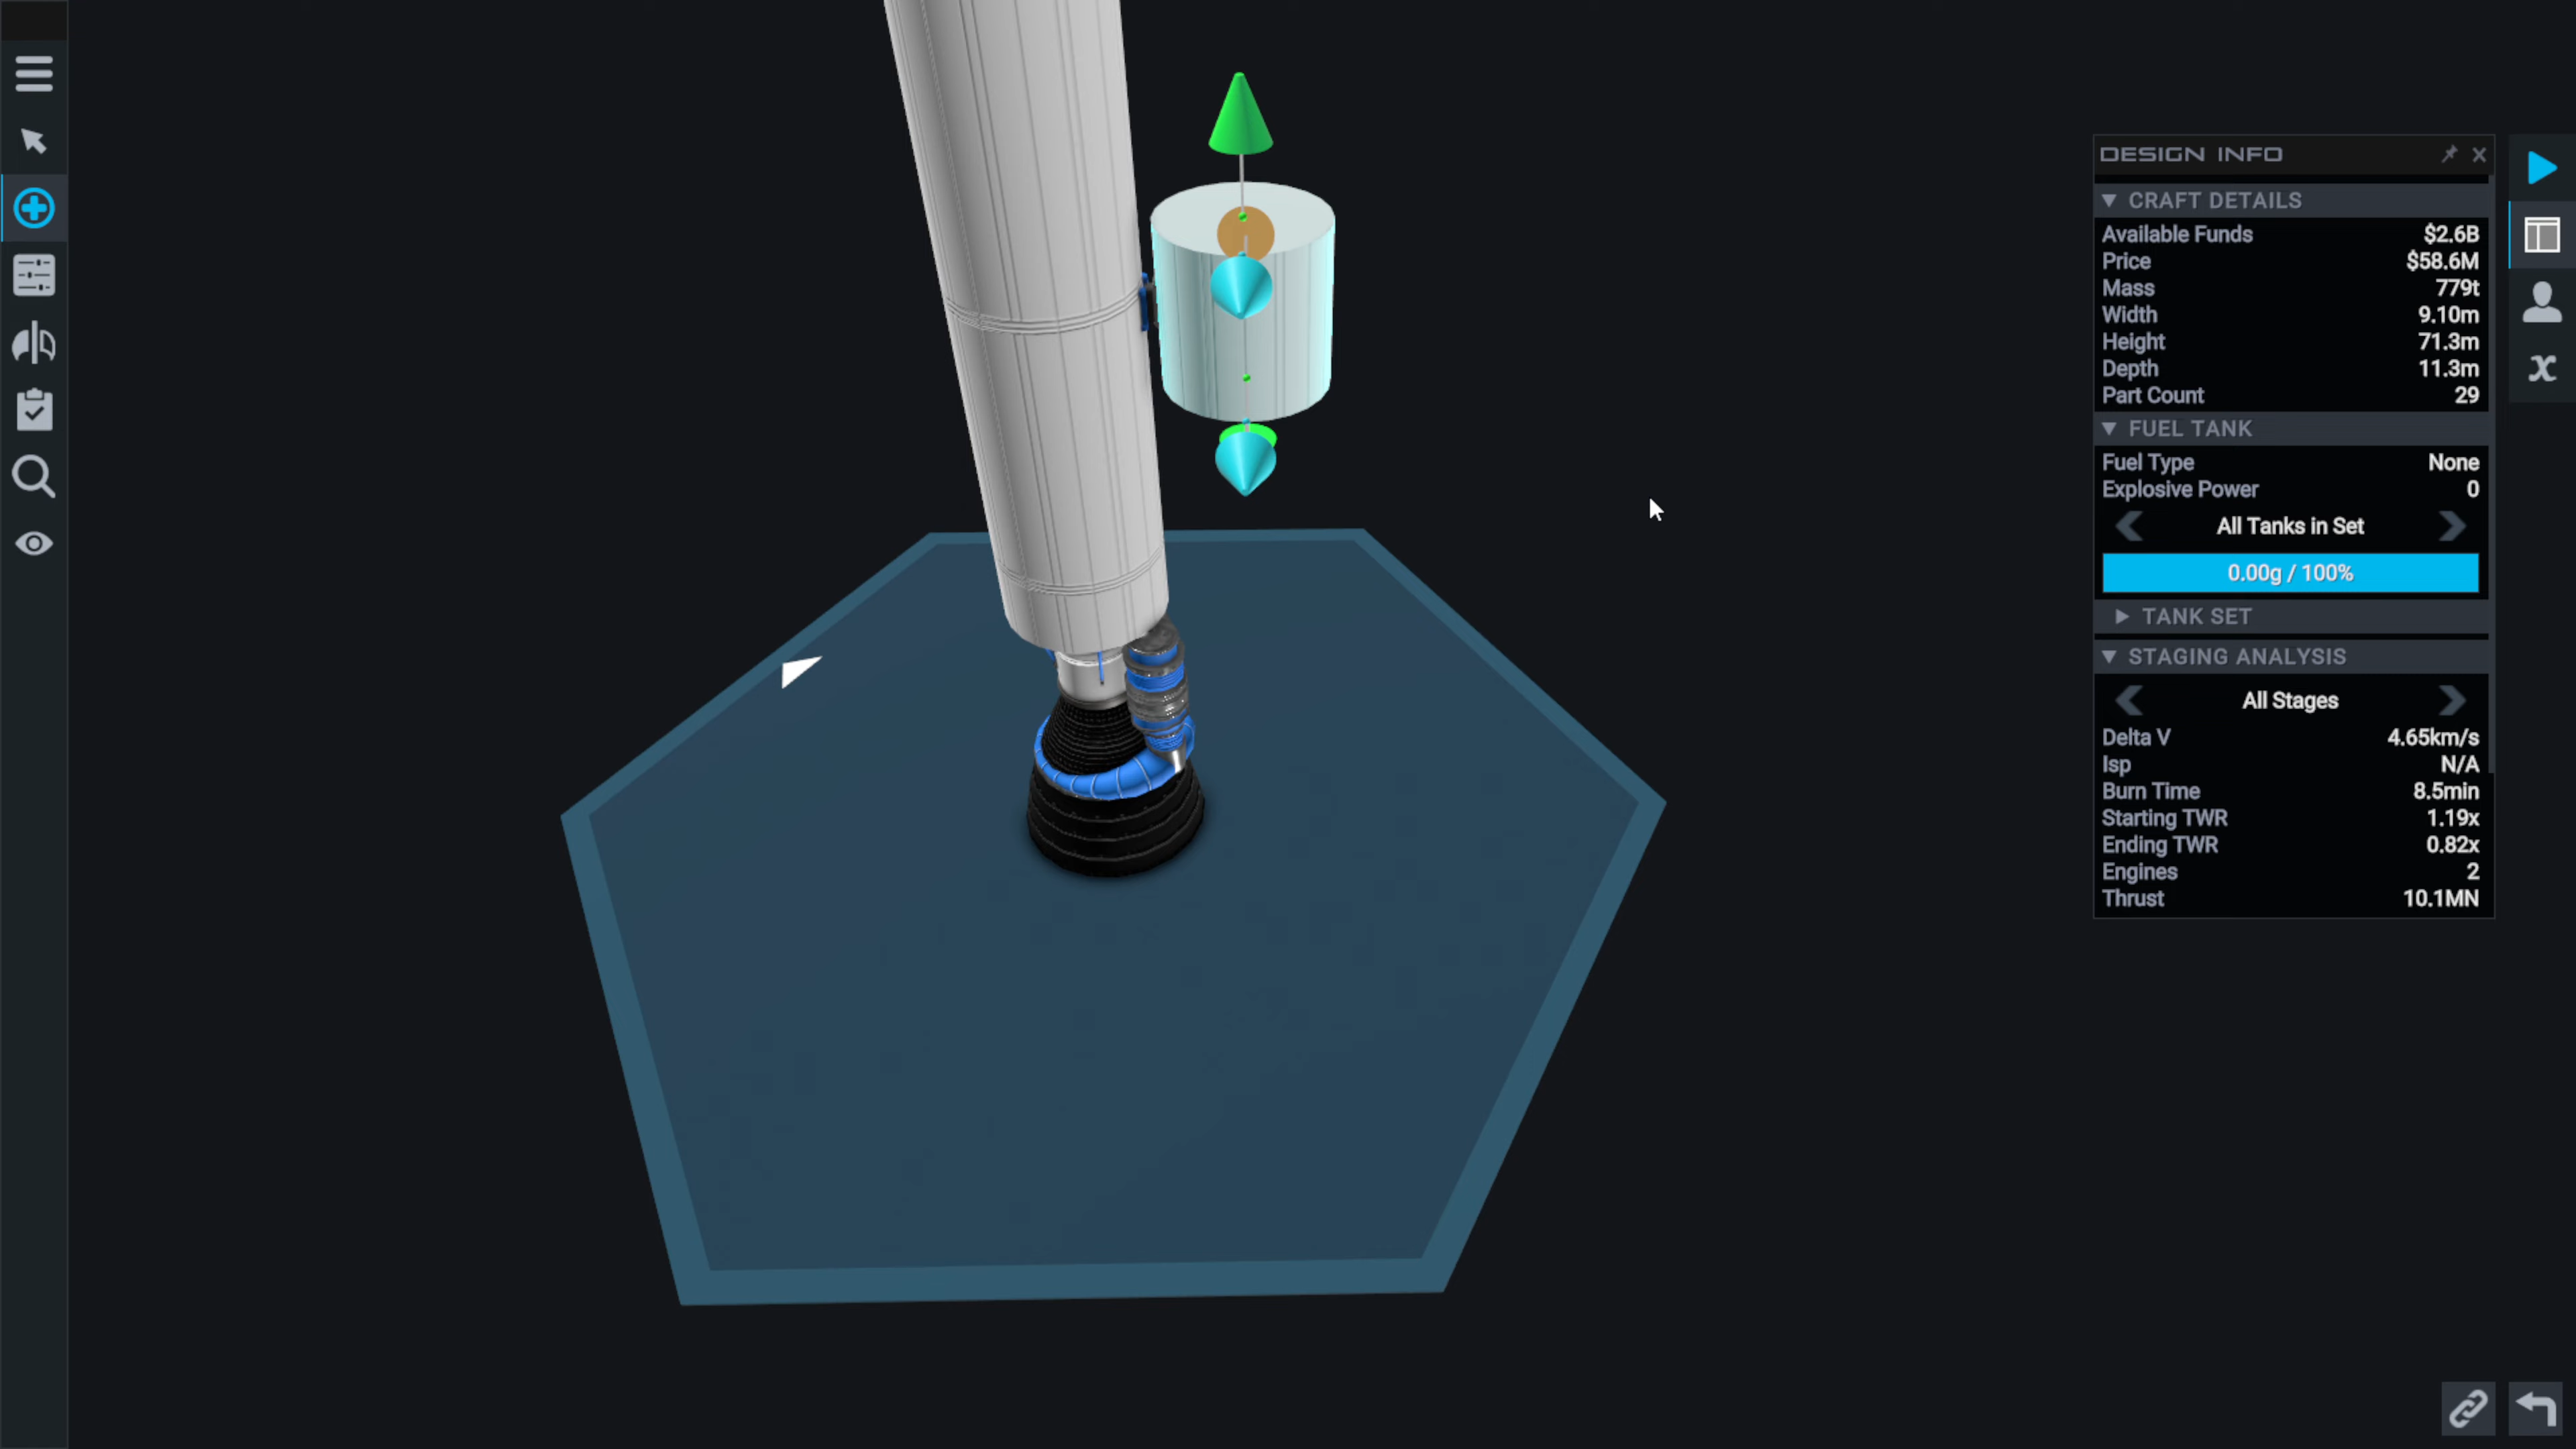 DESIGN INFO
CRAFT DETAILS
Available Funds $2.6B
Price $58.6M
Mass 779t
Width 9.10m
Height 71.3m
Depth 11.3m
Part Count 29
FUEL TANK
Fuel Type None
Explosive Power 0
All Tanks in Set
0.00g / 100%
TANK SET
STAGING ANALYSIS
All Stages
Delta V 4.65km/s
Isp N/A
Burn Time 8.5min
Starting TWR 1.19x
Ending TWR 0.82x
Engines 2
Thrust 10.1MN